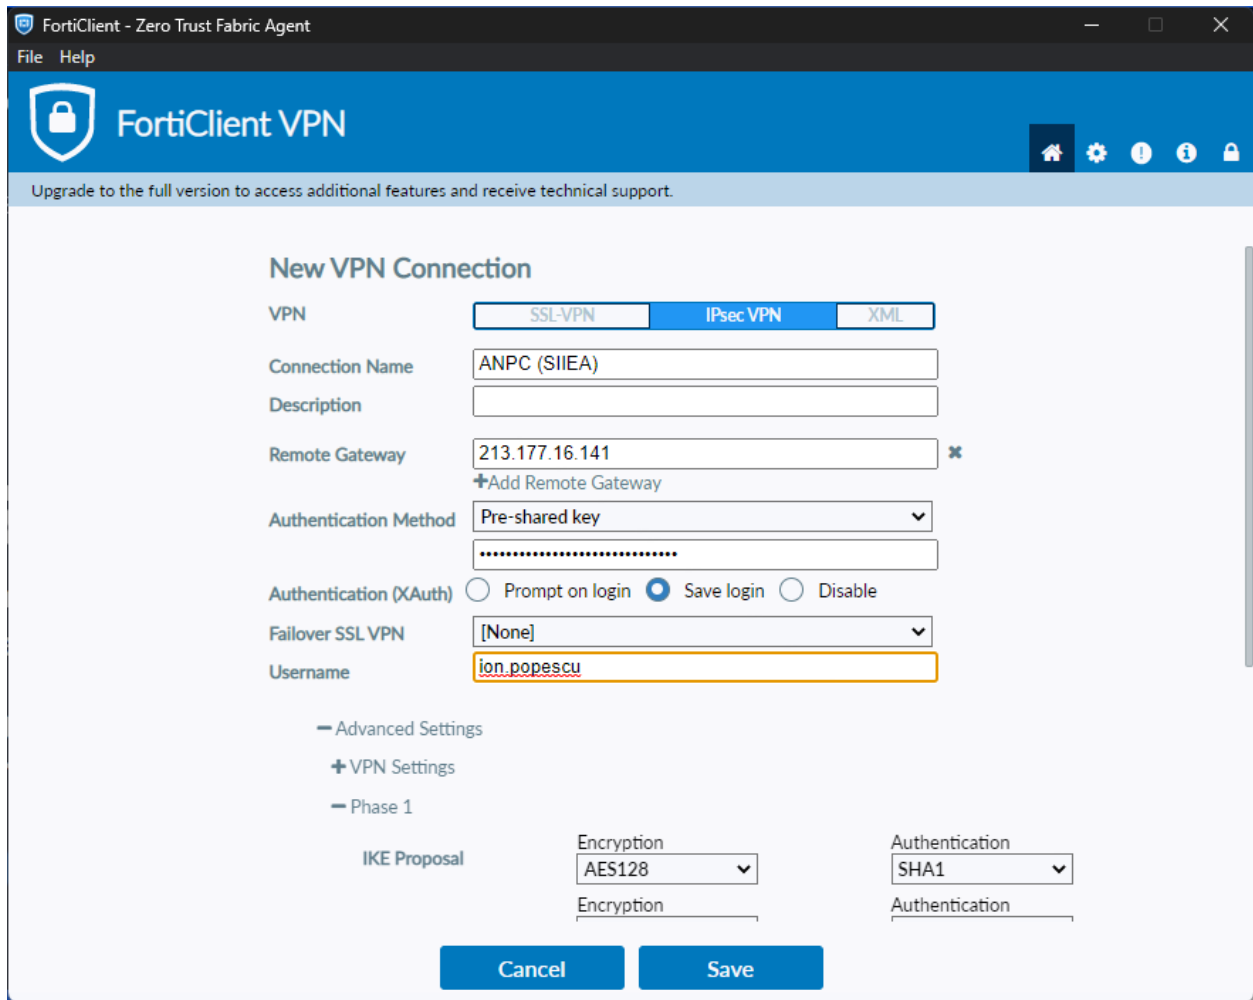 FortiClient - Zero Trust Fabric Agent
File Help
FortiClient VPN
Upgrade to the full version to access additional features and receive technical support.
New VPN Connection
VPN SSL-VPN IPsec VPN XML
Connection Name ANPC (SIIEA)
Description
Remote Gateway 213.177.16.141
+Add Remote Gateway
Authentication Method Pre-shared key
••••••••••••••••••••••••••••••
Authentication (XAuth) Prompt on login Save login Disable
Failover SSL VPN [None]
Username ion.popescu
Advanced Settings
VPN Settings
Phase 1
Encryption Authentication
IKE Proposal AES128 SHA1
Encryption Authentication
Cancel Save